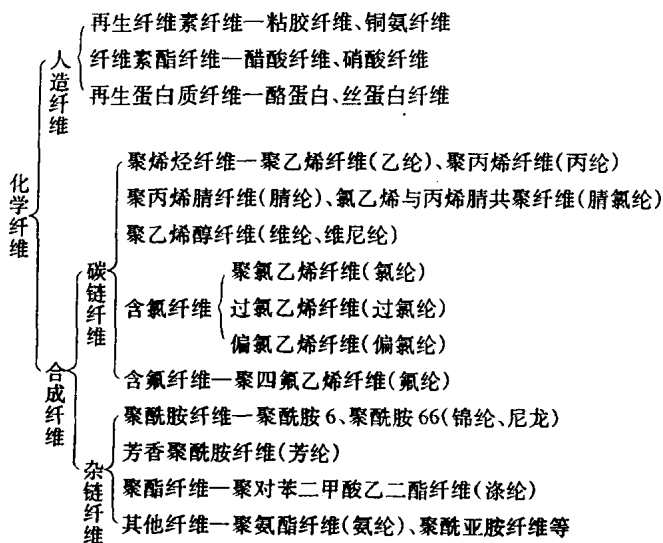 化学纤维
人造纤维
再生纤维素纤维—粘胶纤维、铜氨纤维
纤维素酯纤维—醋酸纤维、硝酸纤维
再生蛋白质纤维—酪蛋白、丝蛋白纤维
合成纤维
碳链纤维
聚烯烃纤维—聚乙烯纤维(乙纶)、聚丙烯纤维(丙纶)
聚丙烯腈纤维(腈纶)、氯乙烯与丙烯腈共聚纤维(腈氯纶)
聚乙烯醇纤维(维纶、维尼纶)
含氯纤维
聚氯乙烯纤维(氯纶)
过氯乙烯纤维(过氯纶)
偏氯乙烯纤维(偏氯纶)
含氟纤维—聚四氟乙烯纤维(氟纶)
杂链纤维
聚酰胺纤维—聚酰胺6、聚酰胺66(锦纶、尼龙)
芳香聚酰胺纤维(芳纶)
聚酯纤维—聚对苯二甲酸乙二酯纤维(涤纶)
其他纤维—聚氨酯纤维(氨纶)、聚酰亚胺纤维等